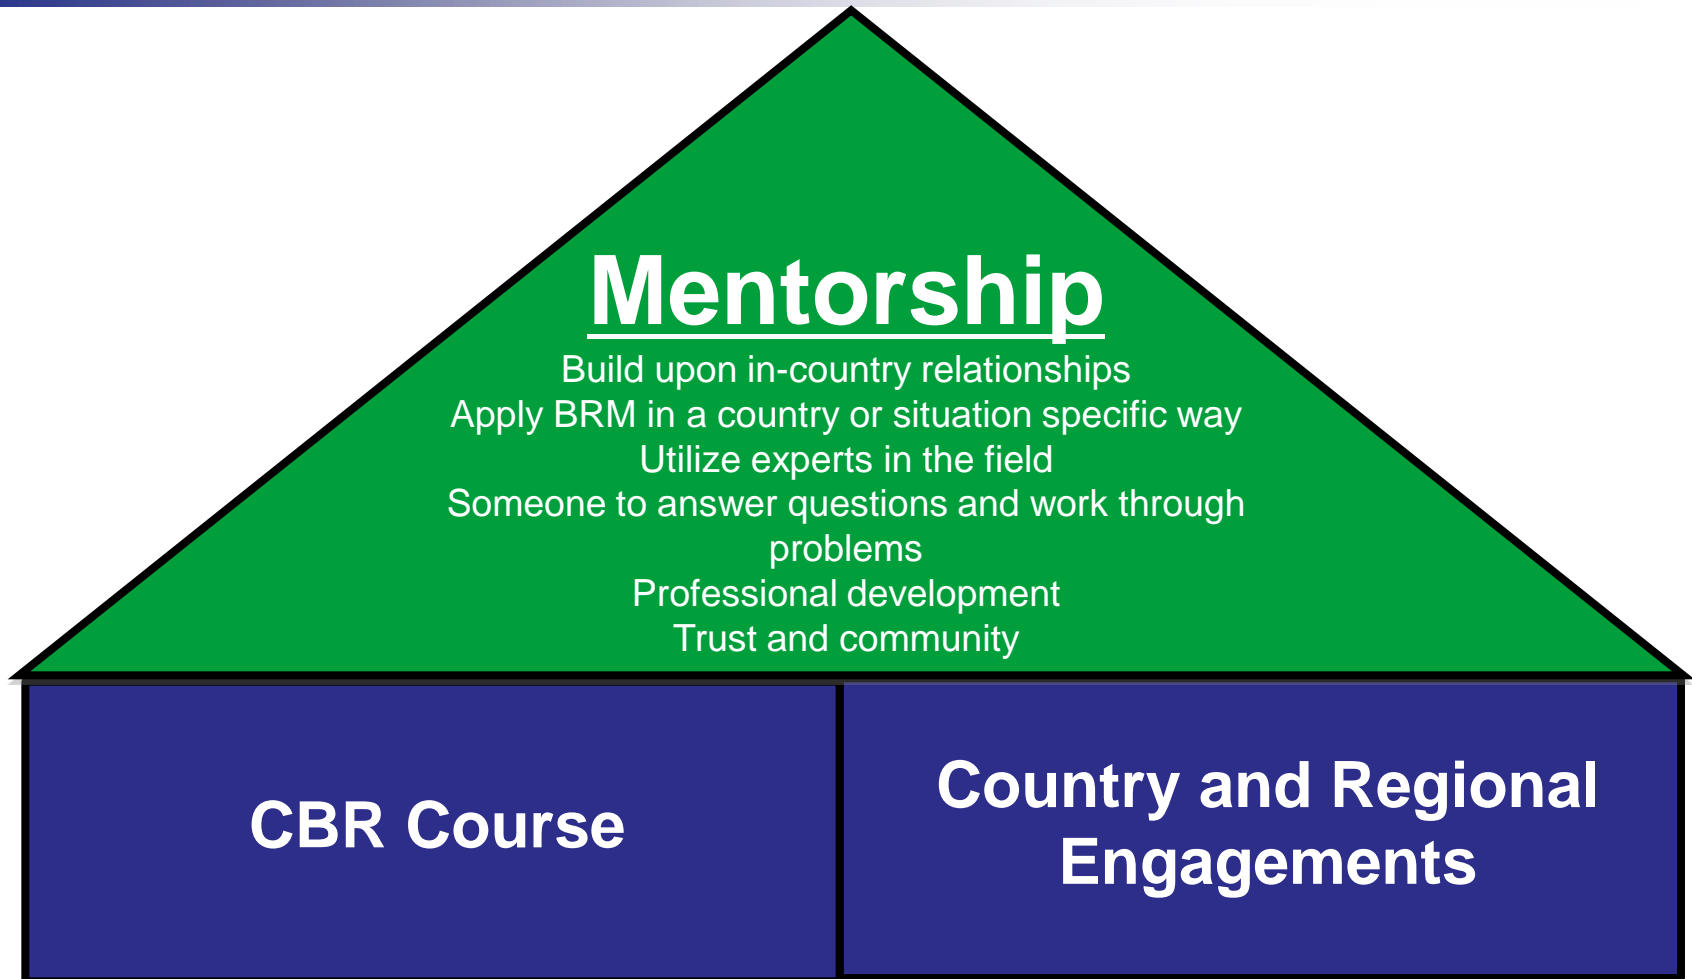 Mentorship
Build upon in-country relationships
Apply BRM in a country or situation specific way
Utilize experts in the field
Someone to answer questions and work through
problems
Professional development
Trust and community
CBR Course
Country and Regional
Engagements